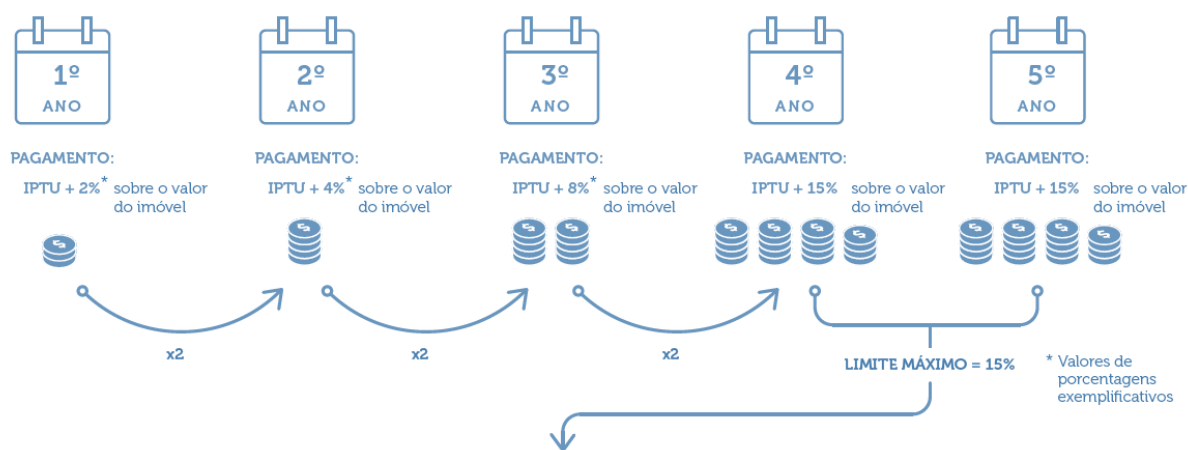 1º
ANO
2º
ANO
3º
ANO
4º
ANO
5º
ANO
PAGAMENTO:
IPTU + 2%* sobre o valor
do imóvel
PAGAMENTO:
IPTU + 4%* sobre o valor
do imóvel
PAGAMENTO:
IPTU + 8%* sobre o valor
do imóvel
PAGAMENTO:
IPTU + 15% sobre o valor
do imóvel
PAGAMENTO:
IPTU + 15% sobre o valor
do imóvel
x2
x2
x2
LIMITE MÁXIMO = 15%
* Valores de
porcentagens
exemplificativos